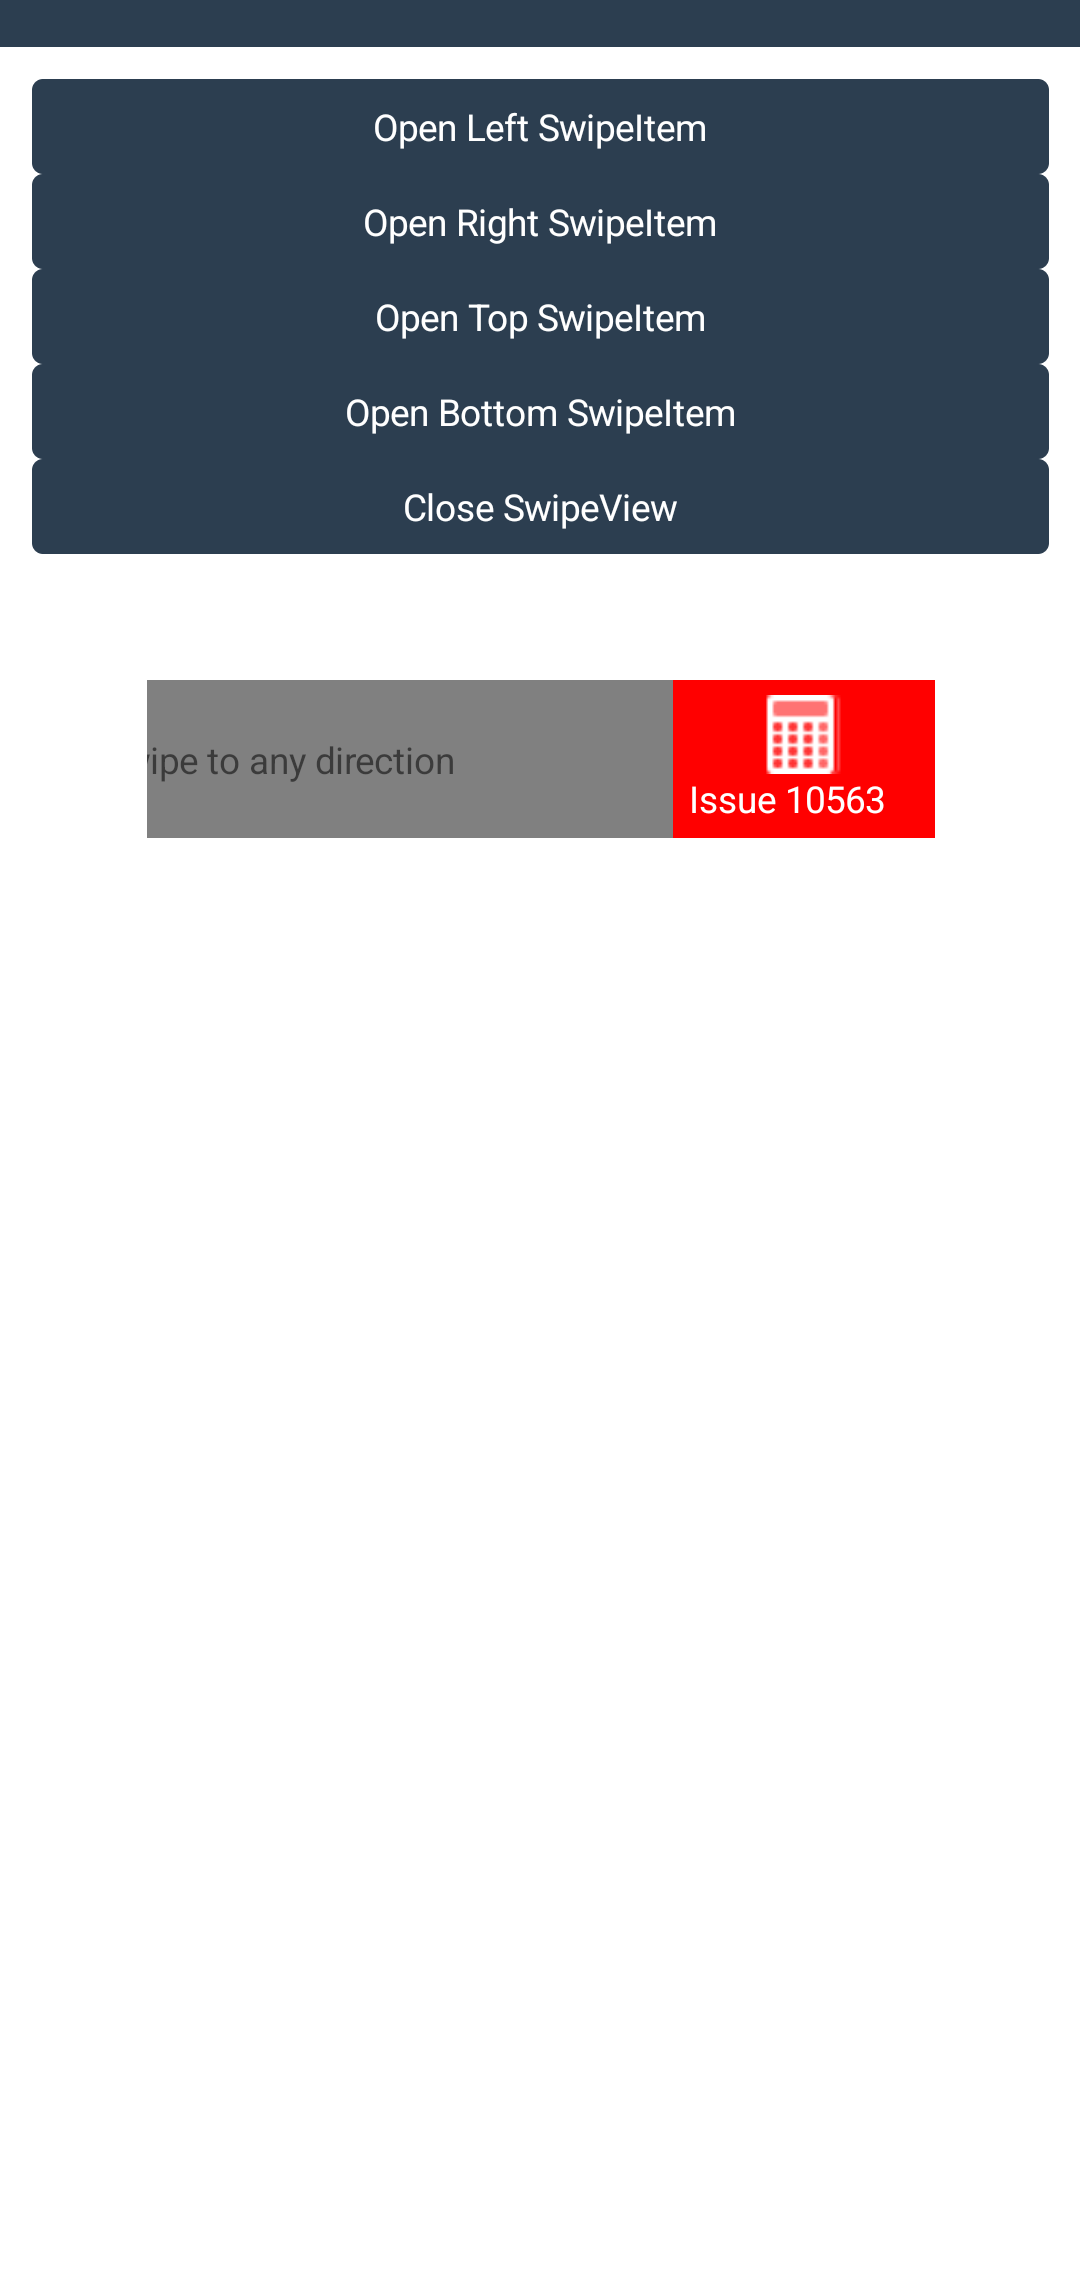 Open Left SwipeItem
Open Right SwipeItem
Open Top SwipeItem
Open Bottom SwipeItem
Close SwipeView
ipe to any direction
Issue 10563